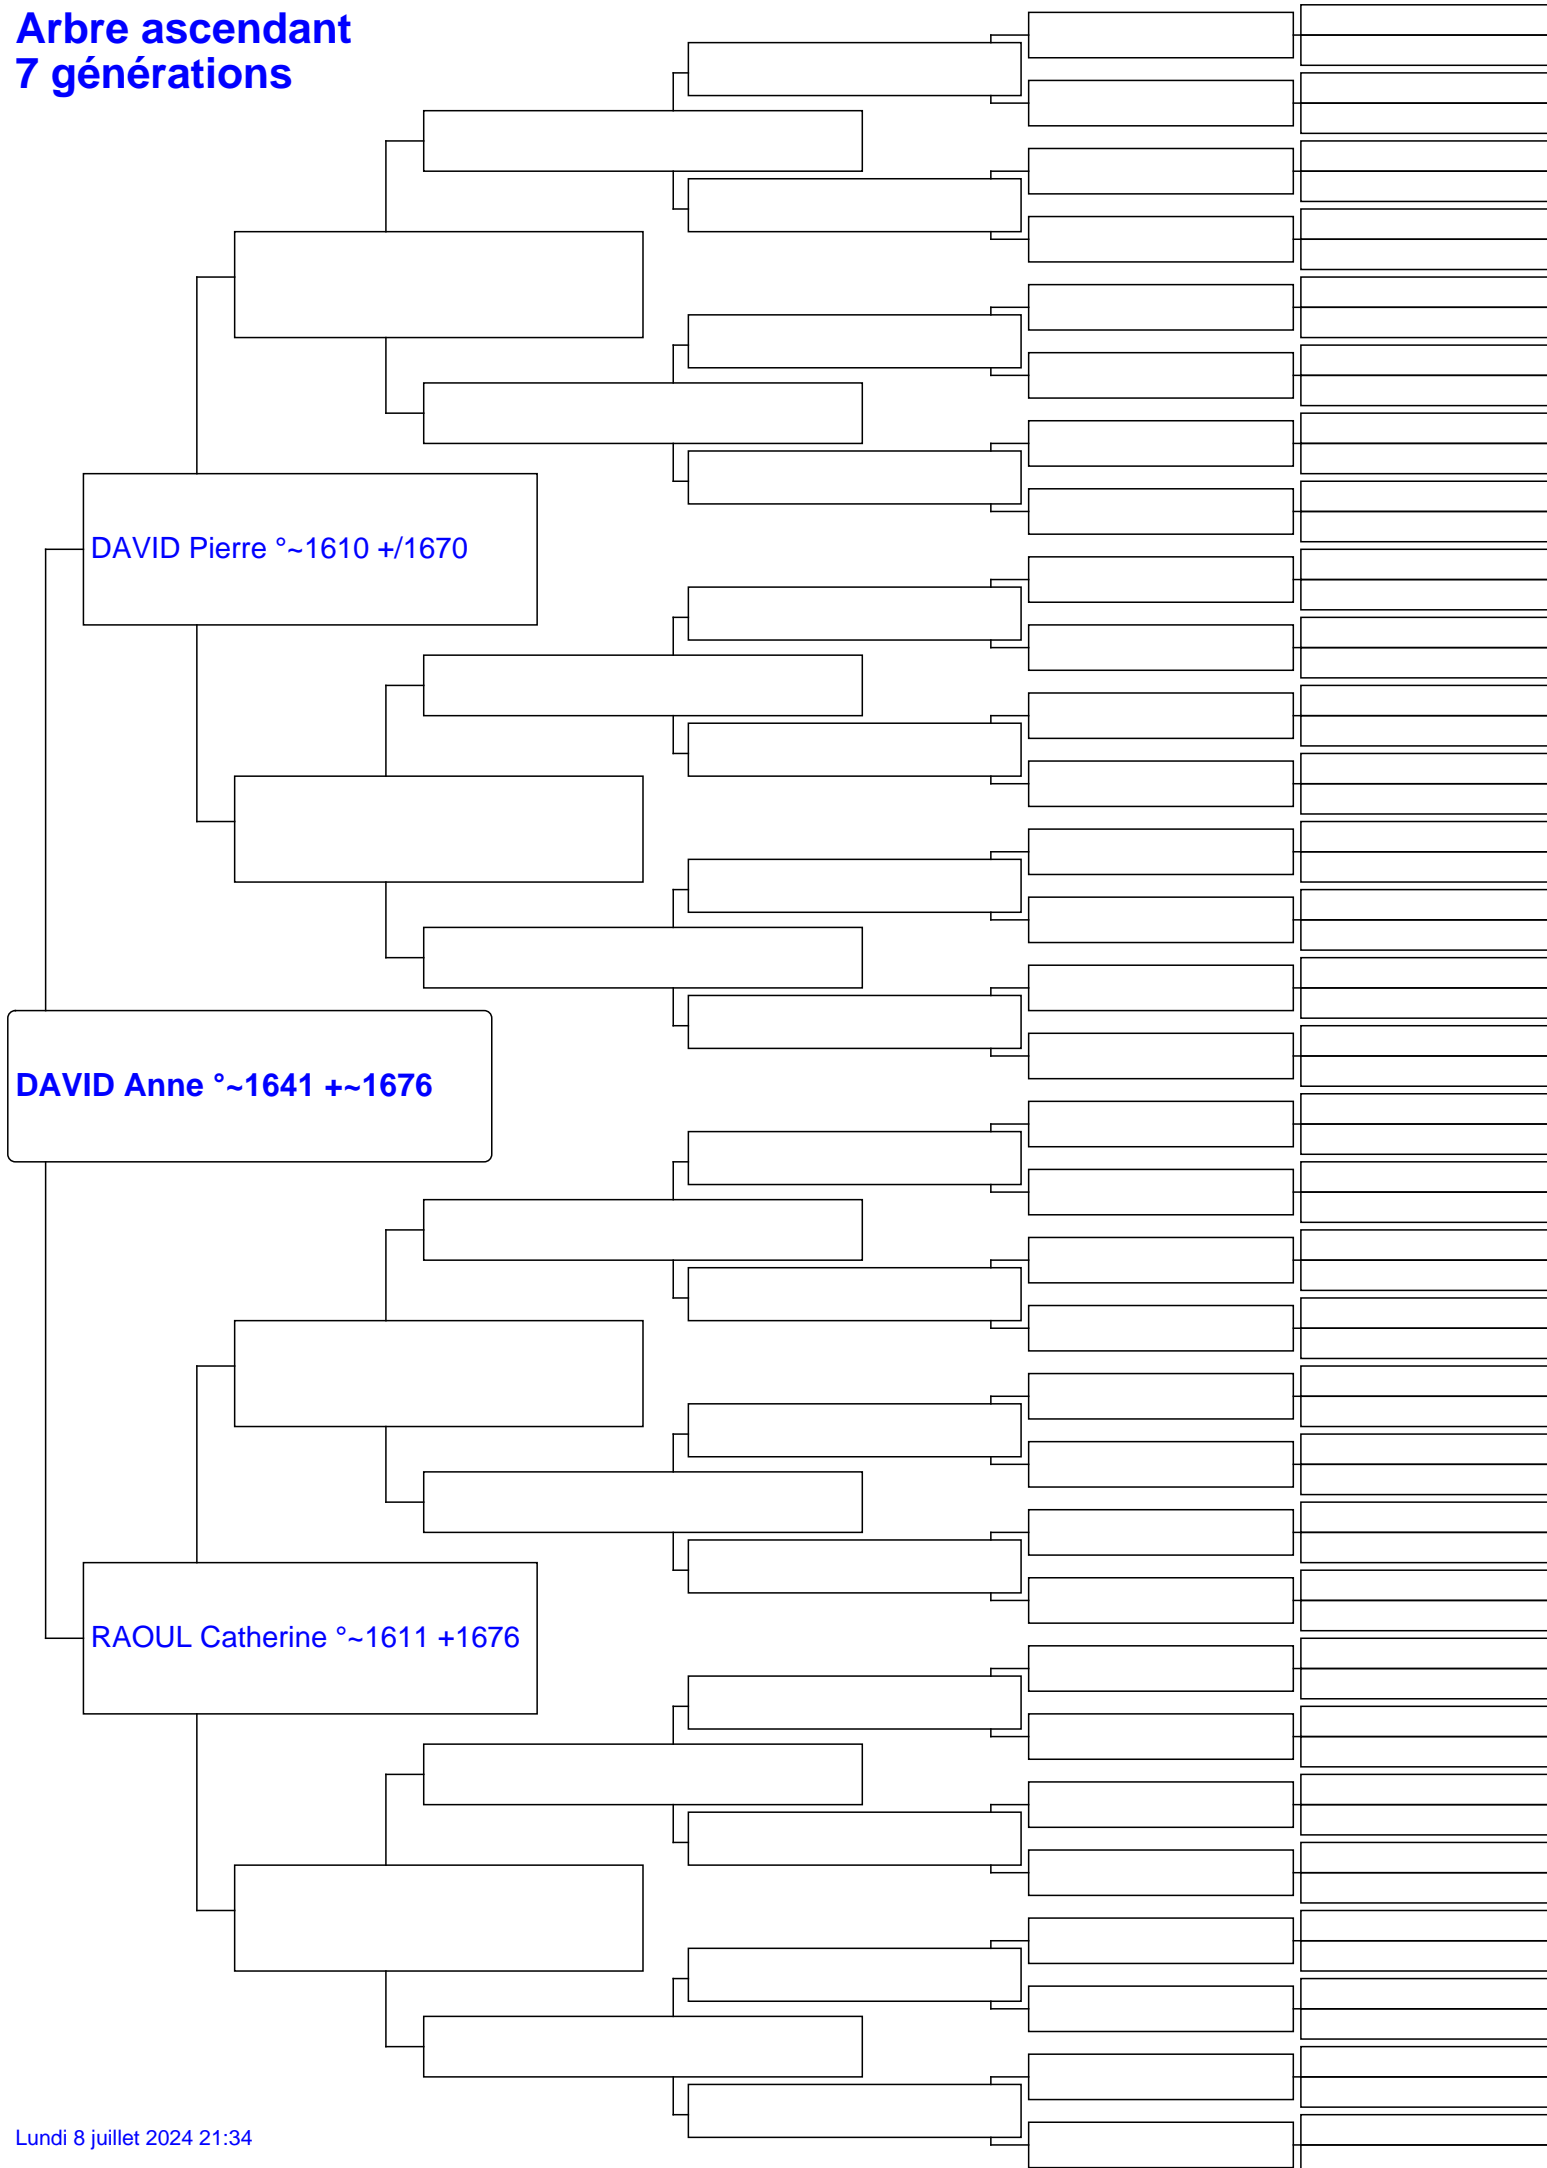 Arbre ascendant
7 générations
DAVID Pierre °~1610 +/1670
DAVID Anne °~1641 +~1676
RAOUL Catherine °~1611 +1676
Lundi 8 juillet 2024 21:34